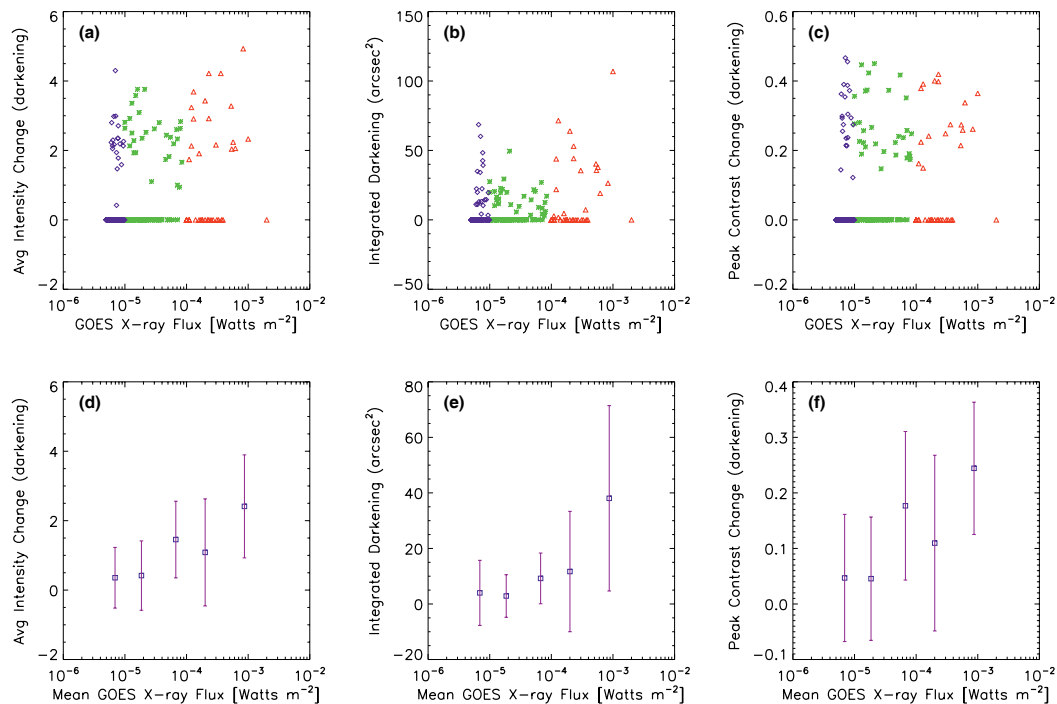 (a)
Avg Intensity Change (darkening)
6
4
2
0
−2
10⁻⁶ 10⁻⁵ 10⁻⁴ 10⁻³ 10⁻²
GOES X−ray Flux [Watts m⁻²]
(b)
Integrated Darkening (arcsec²)
150
100
50
0
−50
10⁻⁶ 10⁻⁵ 10⁻⁴ 10⁻³ 10⁻²
GOES X−ray Flux [Watts m⁻²]
(c)
Peak Contrast Change (darkening)
0.6
0.4
0.2
0.0
−0.2
10⁻⁶ 10⁻⁵ 10⁻⁴ 10⁻³ 10⁻²
GOES X−ray Flux [Watts m⁻²]
(d)
Avg Intensity Change (darkening)
6
4
2
0
−2
10⁻⁶ 10⁻⁵ 10⁻⁴ 10⁻³ 10⁻²
Mean GOES X−ray Flux [Watts m⁻²]
(e)
Integrated Darkening (arcsec²)
80
60
40
20
0
−20
10⁻⁶ 10⁻⁵ 10⁻⁴ 10⁻³ 10⁻²
Mean GOES X−ray Flux [Watts m⁻²]
(f)
Peak Contrast Change (darkening)
0.4
0.3
0.2
0.1
0.0
−0.1
10⁻⁶ 10⁻⁵ 10⁻⁴ 10⁻³ 10⁻²
Mean GOES X−ray Flux [Watts m⁻²]